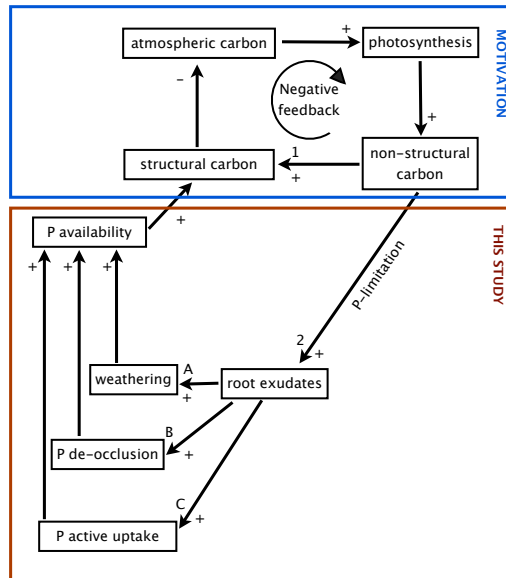 atmospheric carbon
+
photosynthesis
MOTIVATION
−
Negative
feedback
+
structural carbon
1
+
non-structural
carbon
P availability
+
THIS STUDY
+
+
+
P-limitation
2
+
weathering
A
+
root exudates
B
P de-occlusion
+
C
+
P active uptake